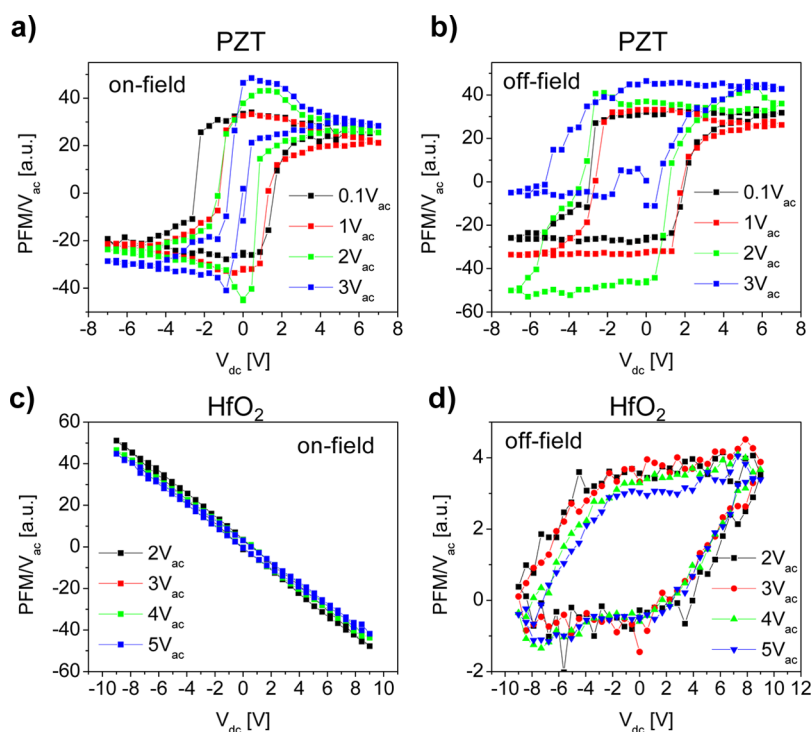 a)
PZT
on-field
PFM/Vac [a.u.]
40
20
0
-20
-40
0.1Vac
1Vac
2Vac
3Vac
-8 -6 -4 -2 0 2 4 6 8
Vdc [V]
b)
PZT
off-field
PFM/Vac [a.u.]
60
40
20
0
-20
-40
-60
0.1Vac
1Vac
2Vac
3Vac
-8 -6 -4 -2 0 2 4 6 8
Vdc [V]
c)
HfO2
on-field
PFM/Vac [a.u.]
60
40
20
0
-20
-40
-60
2Vac
3Vac
4Vac
5Vac
-10 -8 -6 -4 -2 0 2 4 6 8 10
Vdc [V]
d)
HfO2
off-field
PFM/Vac [a.u.]
4
2
0
-2
2Vac
3Vac
4Vac
5Vac
-10 -8 -6 -4 -2 0 2 4 6 8 10 12
Vdc [V]